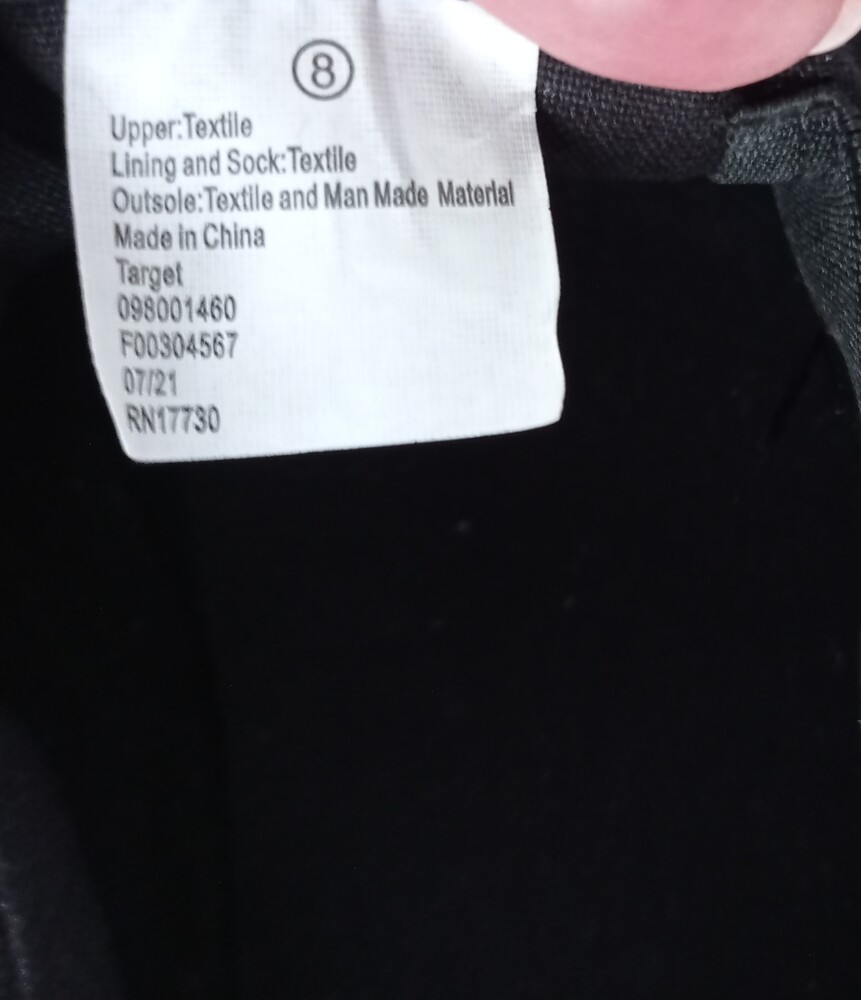 8
Upper:Textile
Lining and Sock:Textile
Outsole:Textile and Man Made Material
Made in China
Target
098001460
F00304567
07/21
RN17730